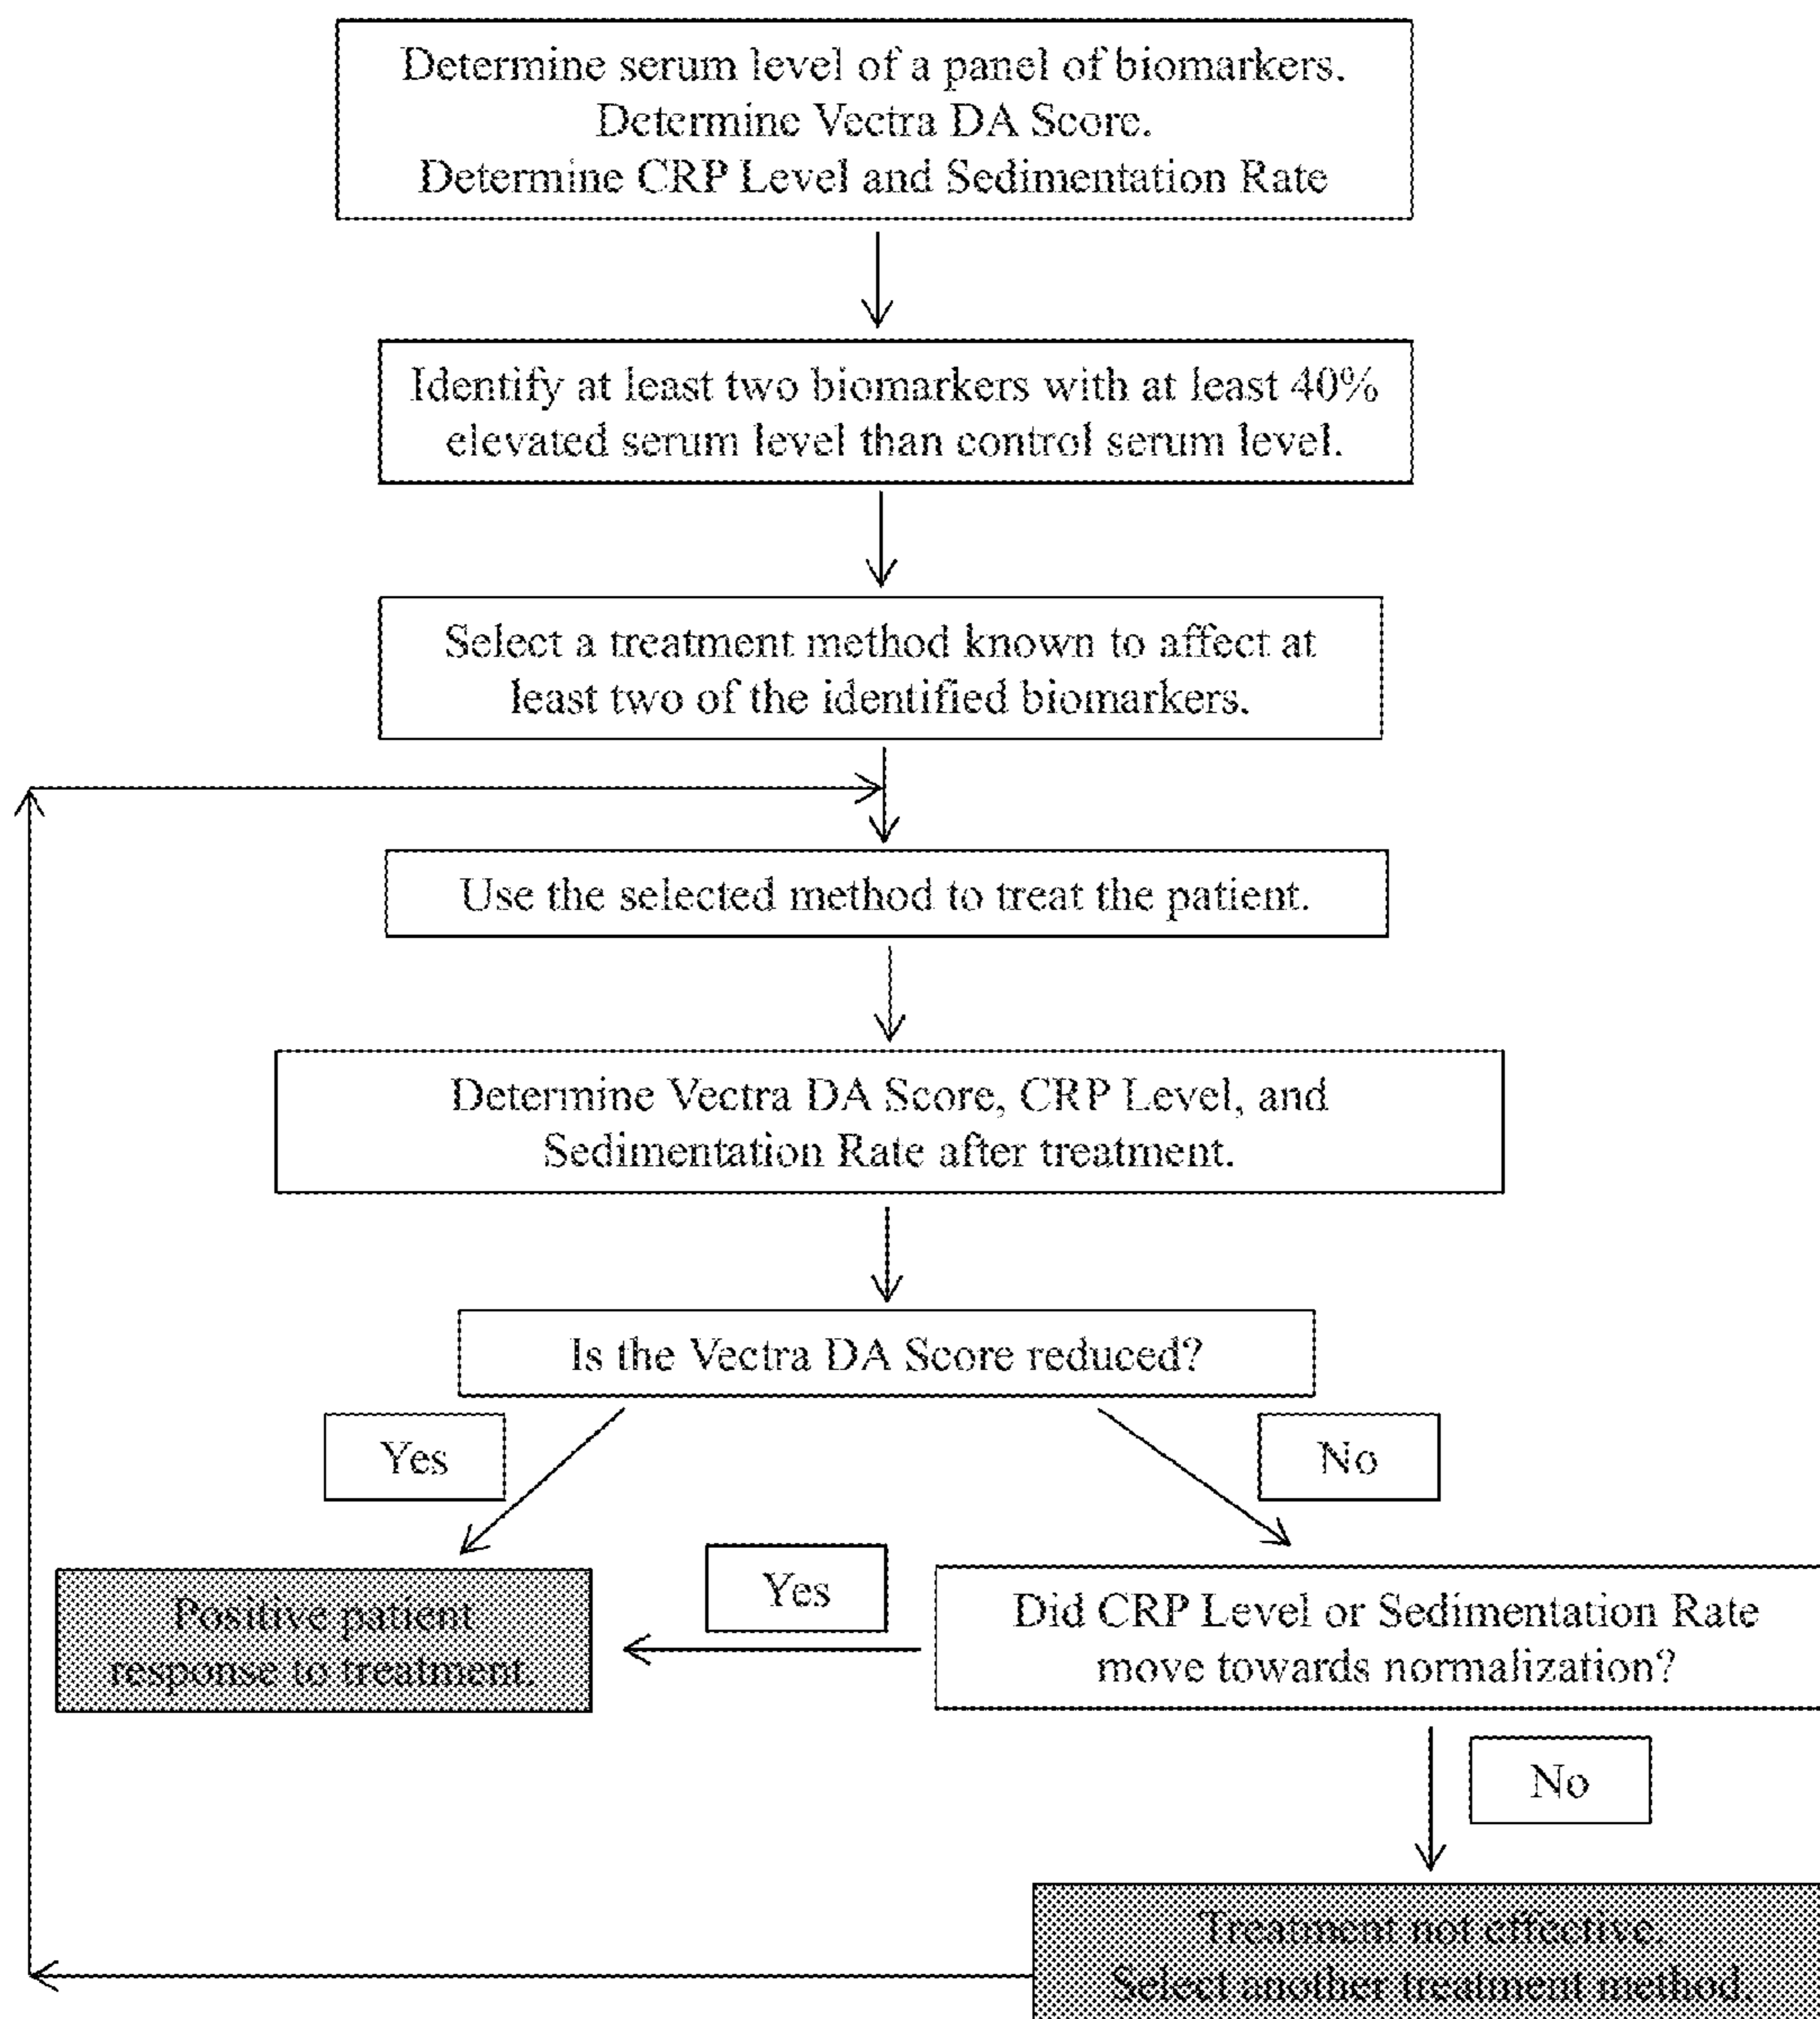 Determine serum level of a panel of biomarkers.
Determine Vectra DA Score.
Determine CRP Level and Sedimentation Rate
Identify at least two biomarkers with at least 40%
elevated serum level than control serum level.
Select a treatment method known to affect at
least two of the identified biomarkers.
Use the selected method to treat the patient.
Determine Vectra DA Score, CRP Level, and
Sedimentation Rate after treatment.
Is the Vectra DA Score reduced?
Yes
No
Positive patient
response to treatment.
Yes
Did CRP Level or Sedimentation Rate
move towards normalization?
No
Treatment not effective.
Select another treatment method.